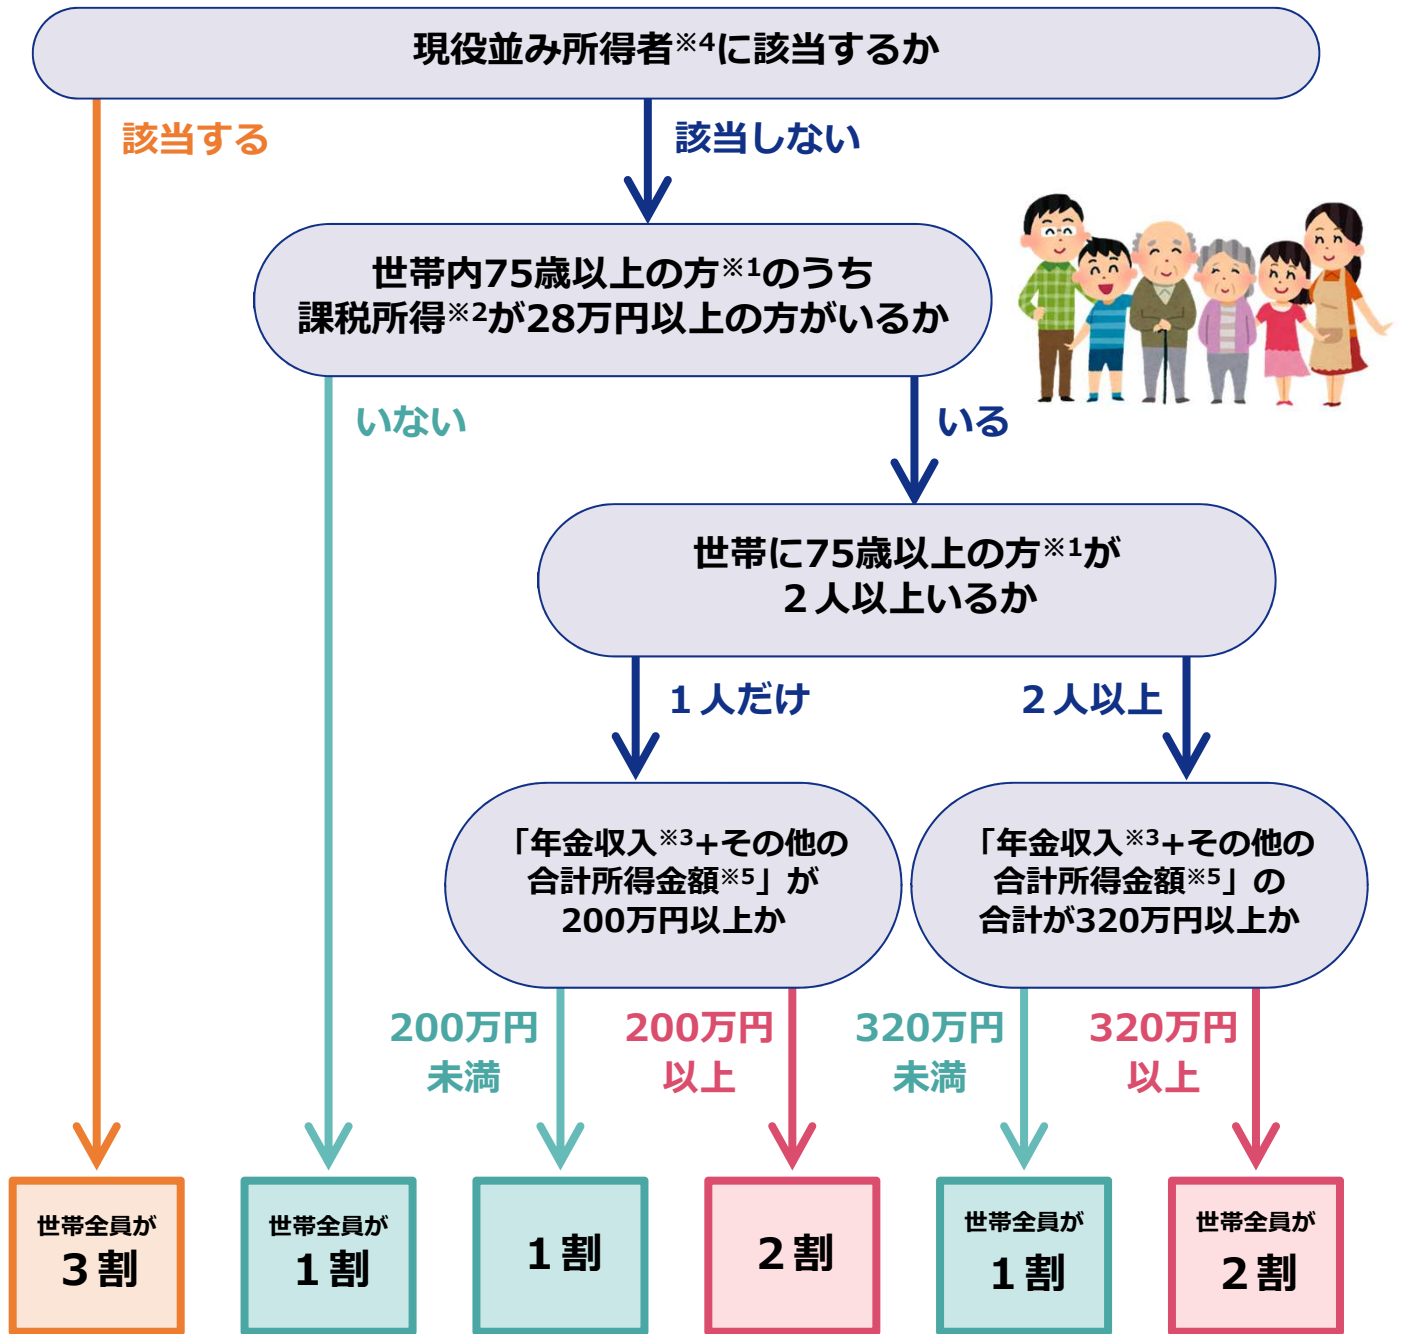 現役並み所得者※4に該当するか
該当する
該当しない
世帯内75歳以上の方※1のうち
課税所得※2が28万円以上の方がいるか
いない
いる
世帯に75歳以上の方※1が
２人以上いるか
１人だけ
２人以上
「年金収入※3+その他の
合計所得金額※5」が
200万円以上か
「年金収入※3+その他の
合計所得金額※5」の
合計が320万円以上か
200万円
未満
200万円
以上
320万円
未満
320万円
以上
世帯全員が
３割
世帯全員が
１割
１割
２割
世帯全員が
１割
世帯全員が
２割